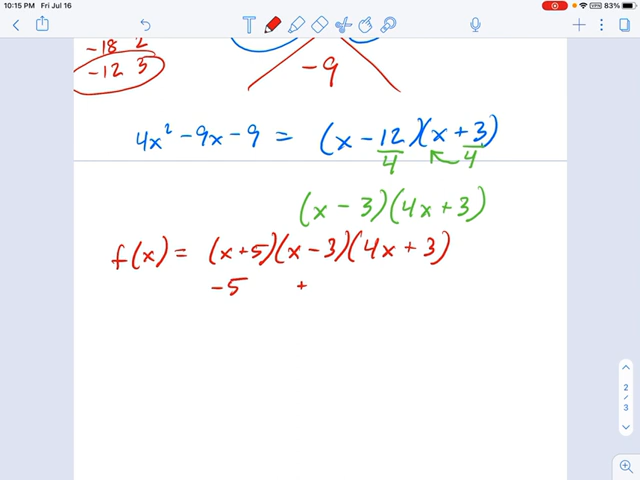 10:15 PM Fri Jul 16
83%
T
-18 2
-12 3
-9
4x² - 9x - 9 = (x - 12/4)(x + 3/4)
(x - 3)(4x + 3)
f(x) = (x + 5)(x - 3)(4x + 3)
-5 +
2
/
3